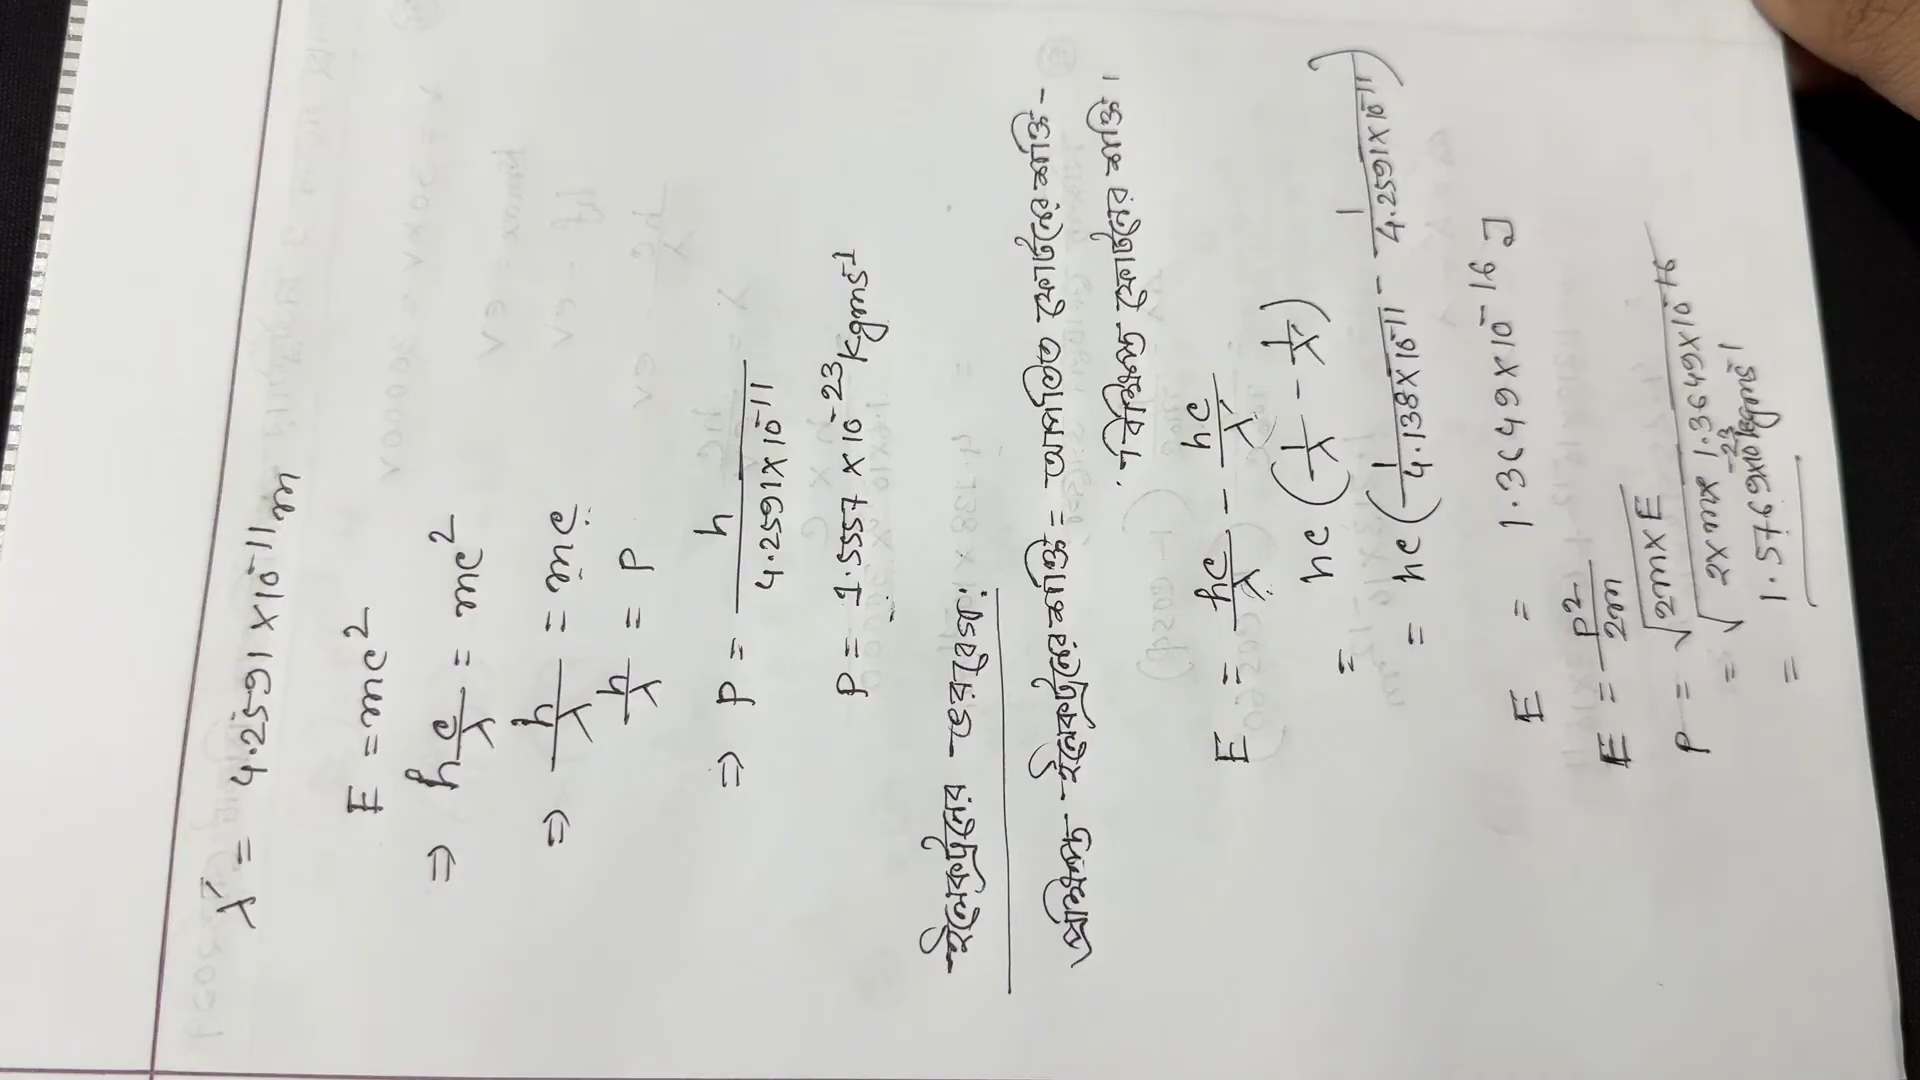 λ' = 4.2591 × 10⁻¹¹ m
E = mc²
⇒ h c/λ = mc²
⇒ h/λ = mc
h/λ = P
⇒ P = h / 4.2591 × 10⁻¹¹
P = 1.5557 × 10⁻²³ kgms⁻¹
ইলেকট্রনের ভরবেগ:
নিক্ষিপ্ত ইলেকট্রনের শক্তি = আপতিত ফোটনের শক্তি -
বিক্ষিপ্ত ফোটনের শক্তি ।
E = hc/λ - hc/λ'
= hc (1/λ - 1/λ')
= hc (1/4.138×10⁻¹¹ - 1/4.2591×10⁻¹¹)
E = 1.3649 × 10⁻¹⁶ J
E = P²/2m
P = √2m×E
= √2×m× 1.3649×10⁻¹⁶
= 1.5769×10⁻²³ kgms⁻¹